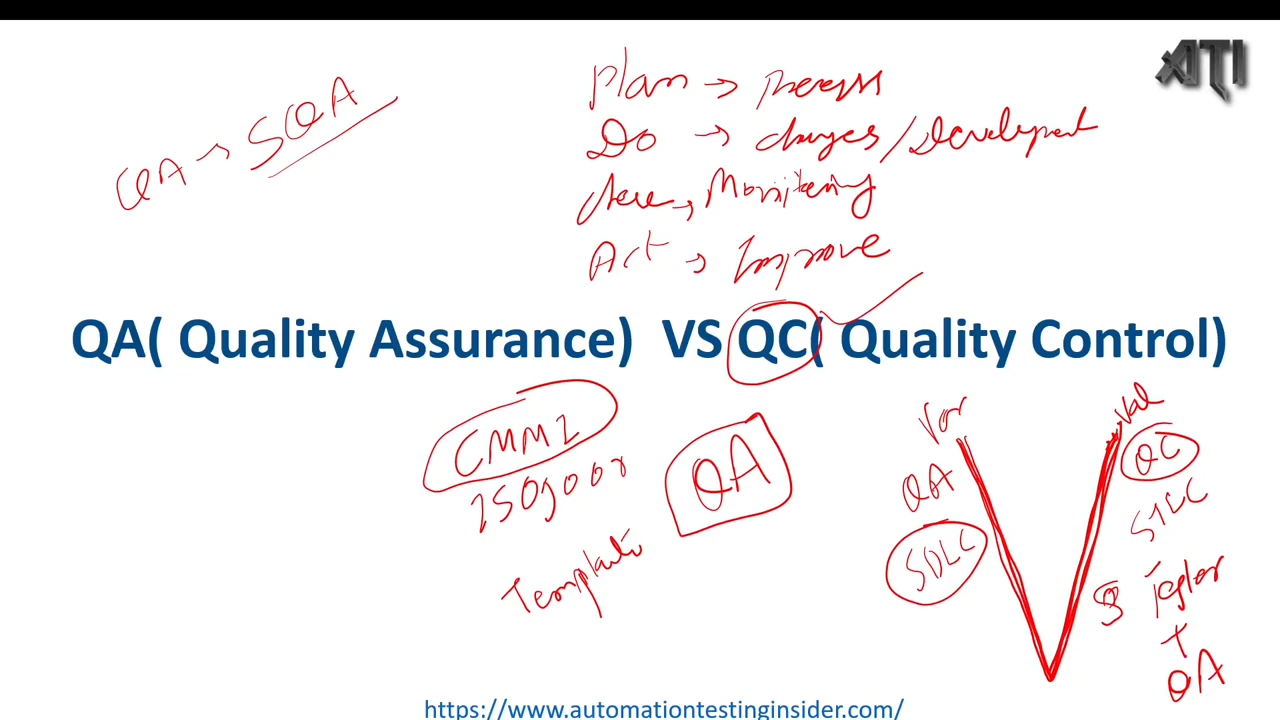 ATI
QA → SQA
Plan → Process
Do → changes / Development
→ Monitoring
Act → Improve
QA( Quality Assurance) VS QC( Quality Control)
CMMI
ISO9001
Template
QA
Ver
Val
QA
QC
SDLC
STLC
Tester
+
QA
https://www.automationtestinginsider.com/